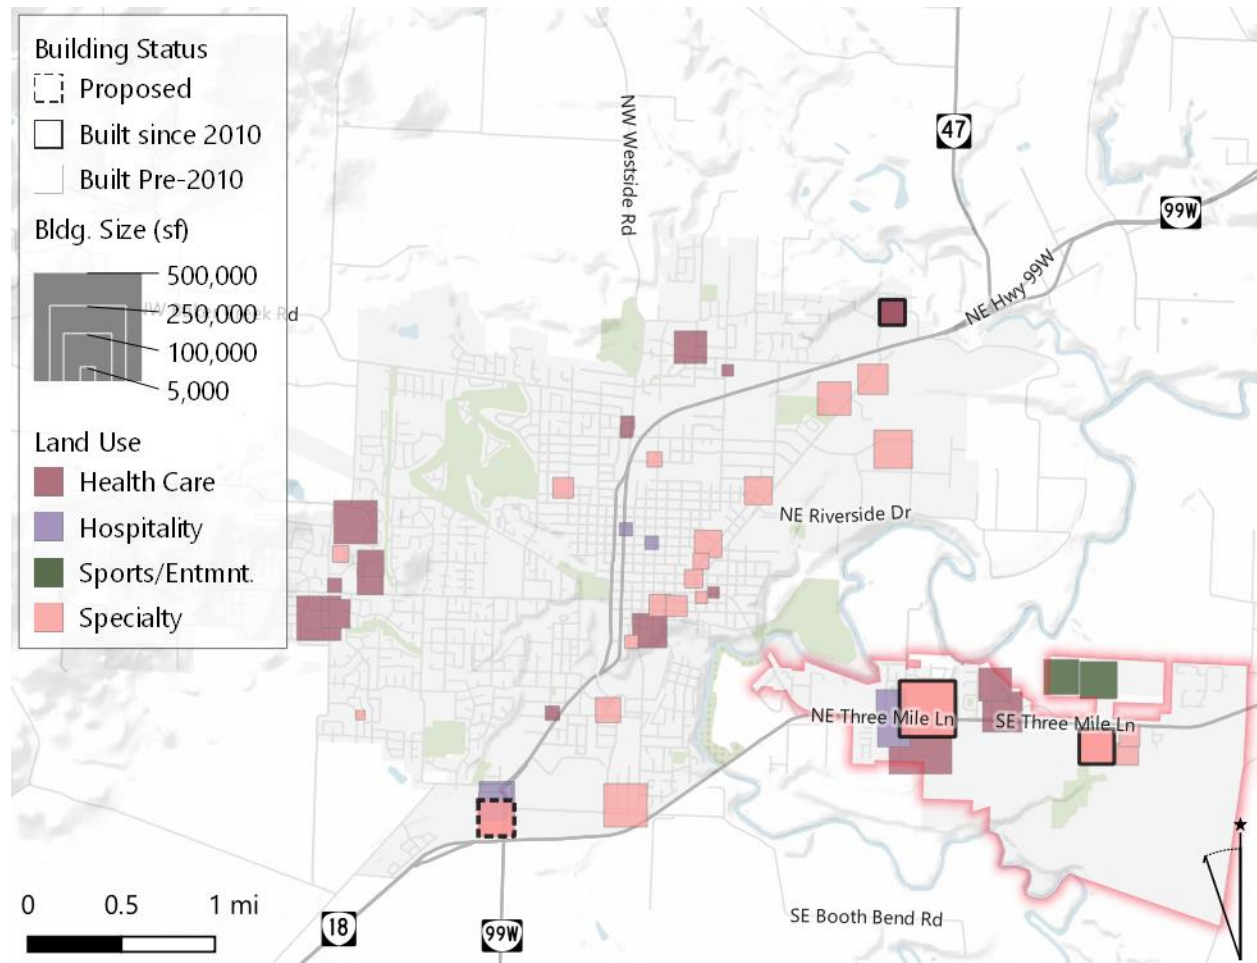 Building Status
Proposed
Built since 2010
Built Pre-2010
Bldg. Size (sf)
500,000
250,000
100,000
5,000
ek Rd
Land Use
Health Care
Hospitality
Sports/Entmnt.
Specialty
NW Westside Rd
47
99W
NE Hwy 99W
NE Riverside Dr
NE Three Mile Ln
SE Three Mile Ln
SE Booth Bend Rd
0 0.5 1 mi
18
99W